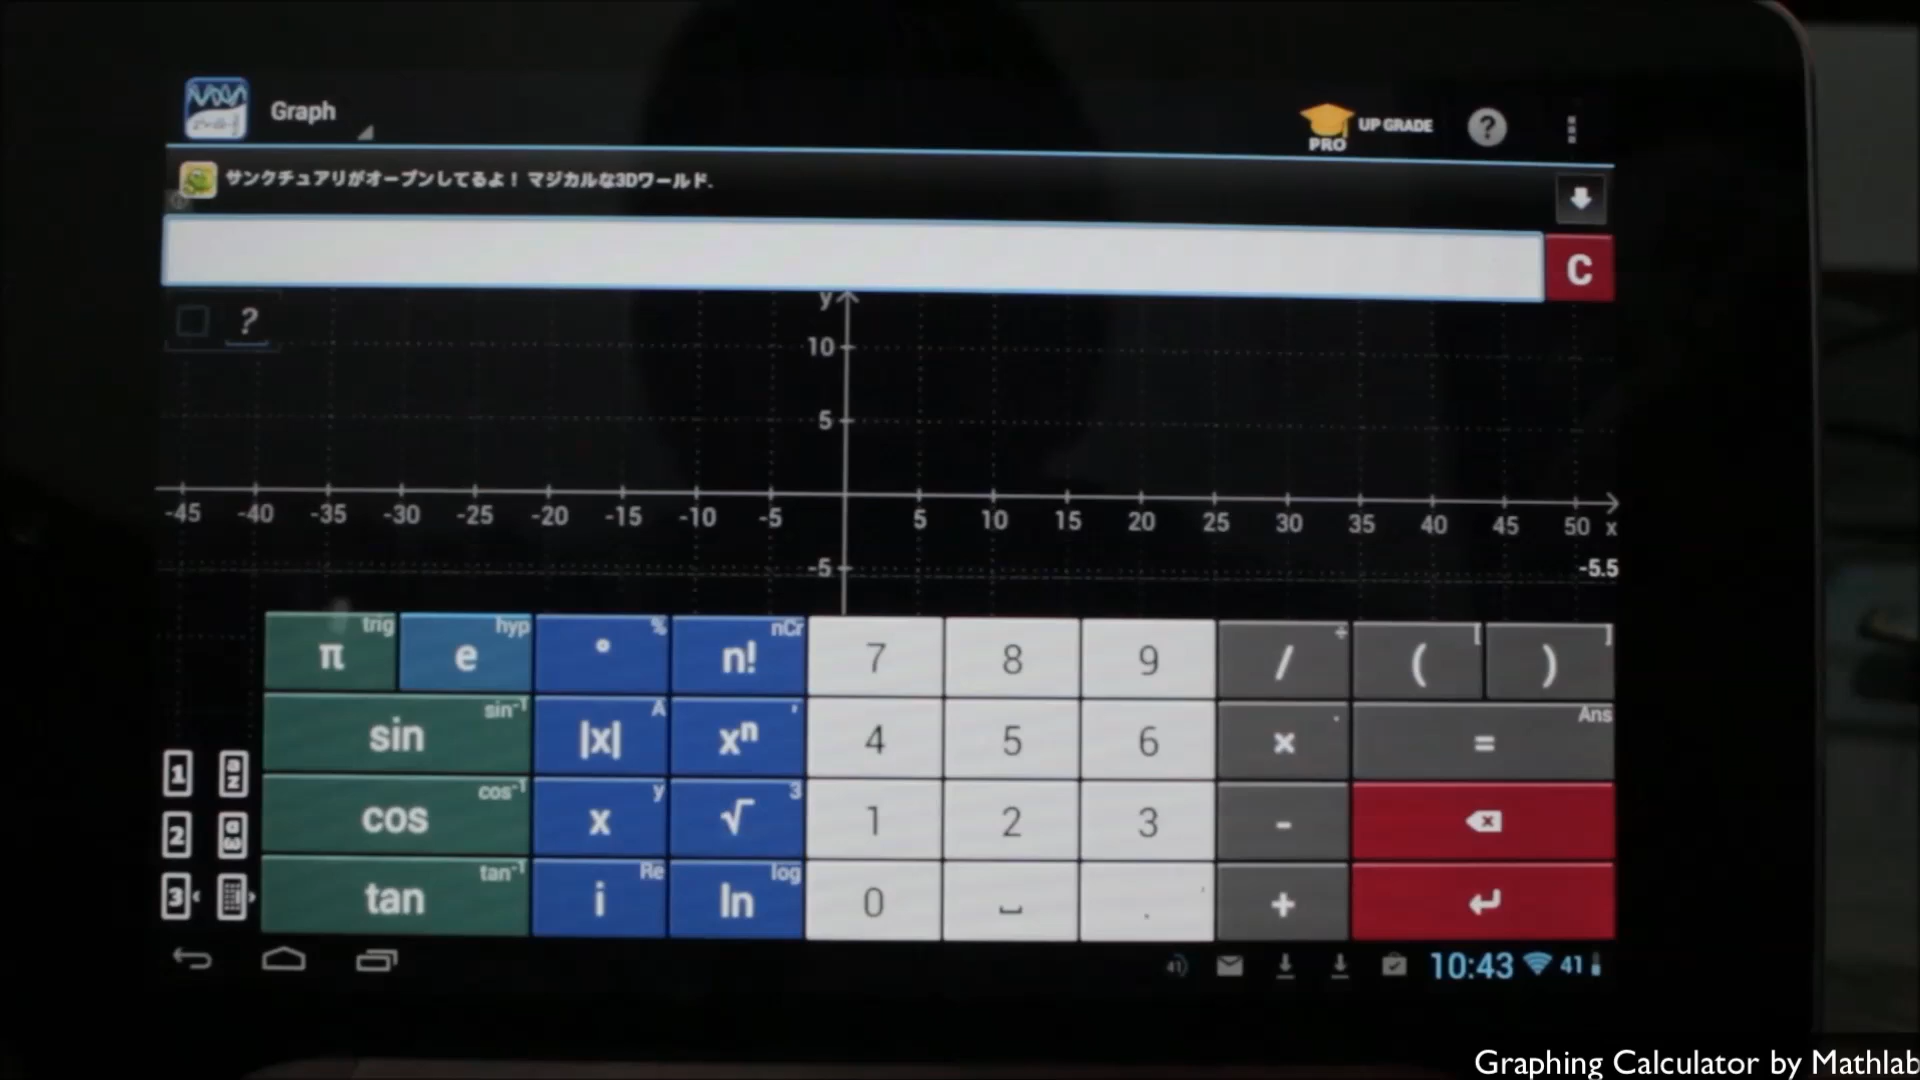 Graph
UP GRADE
PRO
?
サンクチュアリがオープンしてるよ！ マジカルな3Dワールド.
C
?
y
10
5
-45 -40 -35 -30 -25 -20 -15 -10 -5 5 10 15 20 25 30 35 40 45 50 x
-5 -5.5
π trig e hyp ° % n! nCr 7 8 9 / ÷ ( [ ) ]
sin sin⁻¹ |x| A xⁿ ' 4 5 6 × · = Ans
1 a z
cos cos⁻¹ x y √ 3 1 2 3 -
2 α ω
tan tan⁻¹ i Re ln log 0 ⎵ . , +
3
41 10:43 41
Graphing Calculator by Mathlab